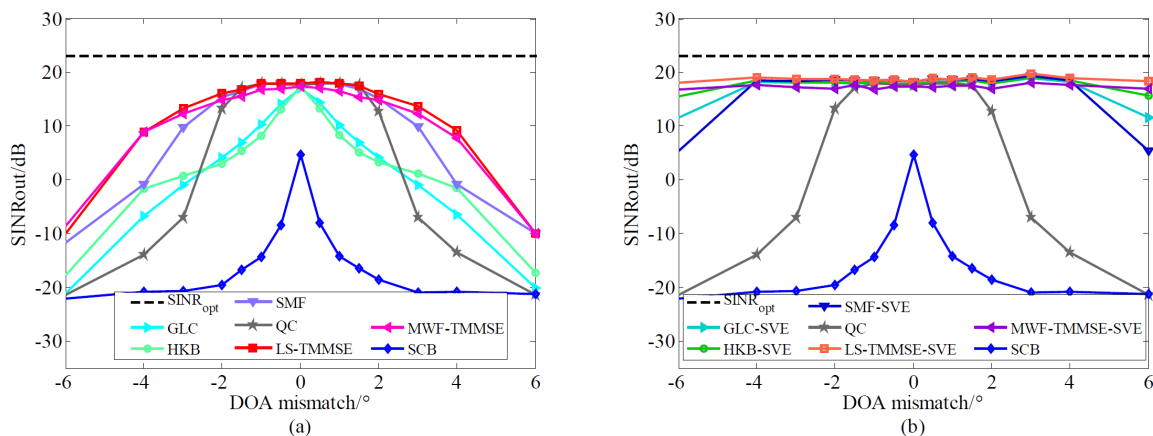 30
20
10
0
-10
-20
-30
SINRout/dB
SINRopt
GLC
HKB
SMF
QC
LS-TMMSE
MWF-TMMSE
SCB
-6 -4 -2 0 2 4 6
DOA mismatch/°
(a)
30
20
10
0
-10
-20
-30
SINRout/dB
SINRopt
GLC-SVE
HKB-SVE
SMF-SVE
QC
LS-TMMSE-SVE
MWF-TMMSE-SVE
SCB
-6 -4 -2 0 2 4 6
DOA mismatch/°
(b)